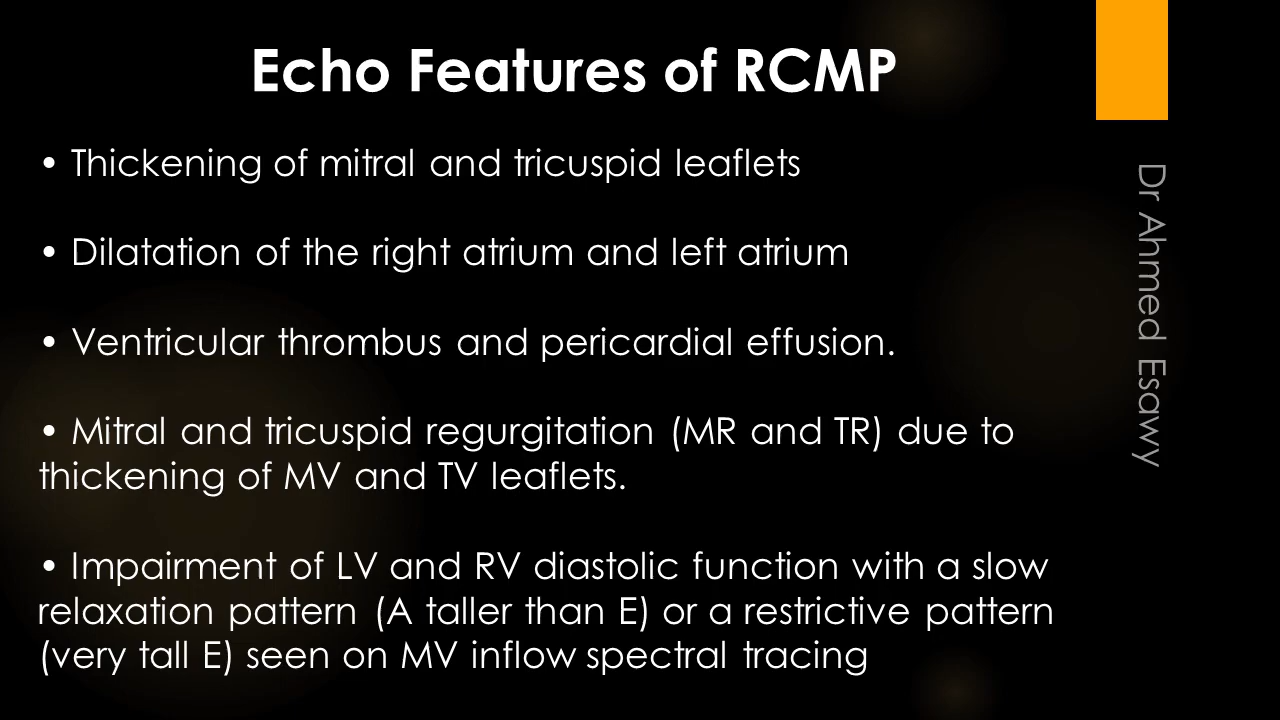 Echo Features of RCMP
• Thickening of mitral and tricuspid leaflets
• Dilatation of the right atrium and left atrium
• Ventricular thrombus and pericardial effusion.
• Mitral and tricuspid regurgitation (MR and TR) due to
thickening of MV and TV leaflets.
• Impairment of LV and RV diastolic function with a slow
relaxation pattern (A taller than E) or a restrictive pattern
(very tall E) seen on MV inflow spectral tracing
Dr Ahmed Esawy